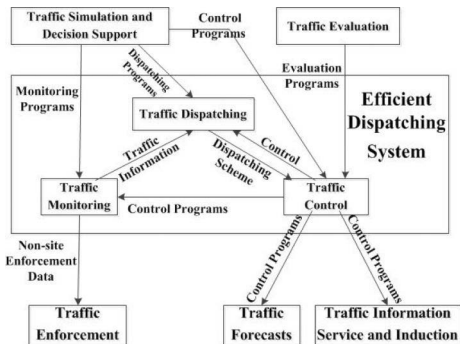 Traffic Simulation and
Decision Support
Control
Programs
Traffic Evaluation
Dispatching
Programs
Monitoring
Programs
Evaluation
Programs
Efficient
Dispatching
System
Traffic Dispatching
Traffic
Information
Dispatching
Scheme
Control
Traffic
Monitoring
Control Programs
Traffic
Control
Non-site
Enforcement
Data
Control Programs
Control Programs
Traffic
Enforcement
Traffic
Forecasts
Traffic Information
Service and Induction